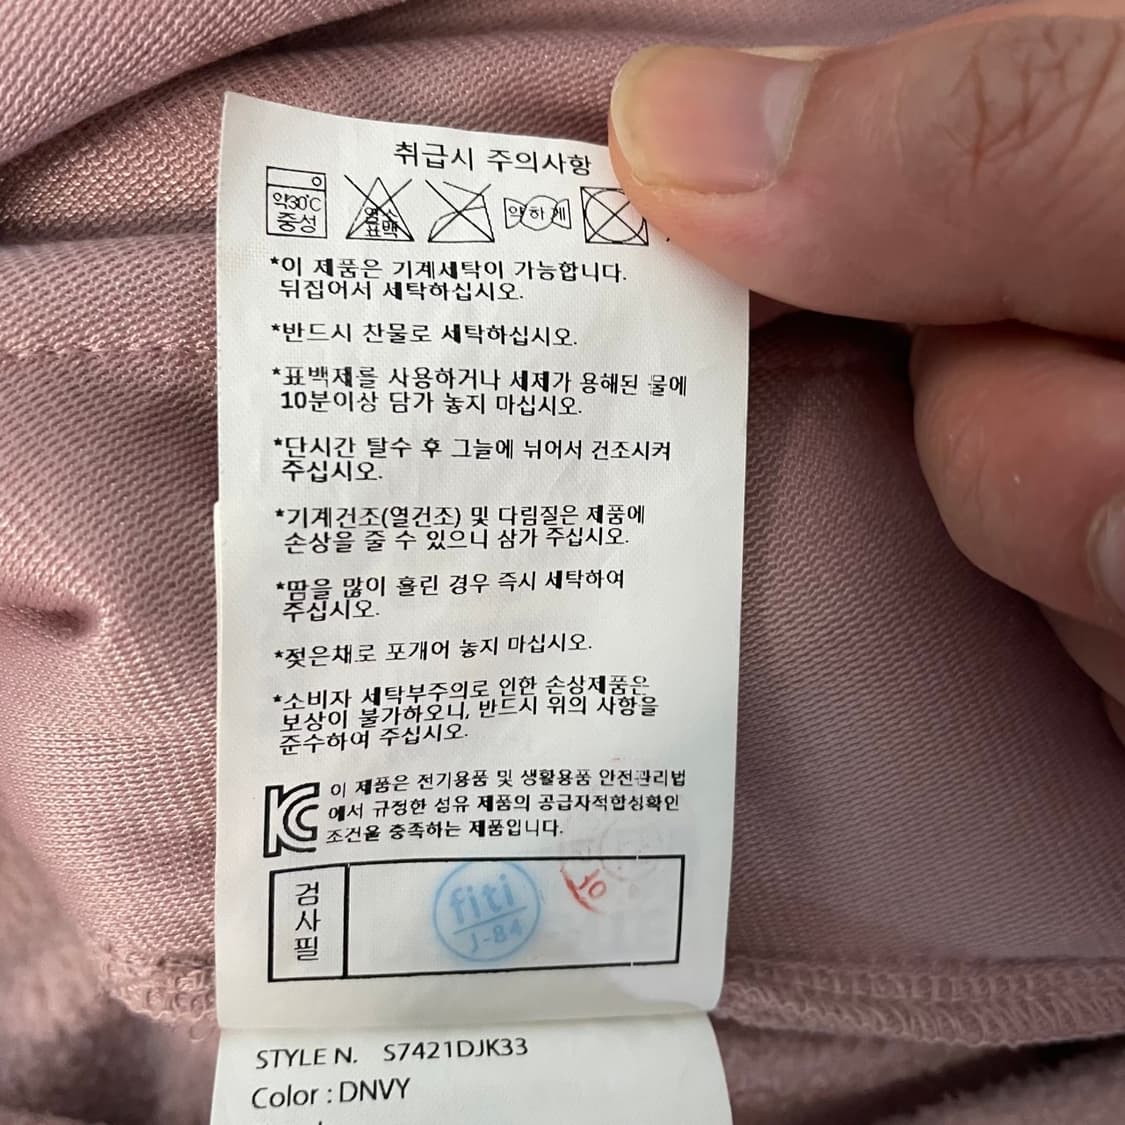 취급시 주의사항
약30℃
중성
염소
표백
약하게
*이 제품은 기계세탁이 가능합니다.
뒤집어서 세탁하십시오.
*반드시 찬물로 세탁하십시오.
*표백제를 사용하거나 세제가 용해된 물에
10분이상 담가 놓지 마십시오.
*단시간 탈수 후 그늘에 뉘어서 건조시켜
주십시오.
*기계건조(열건조) 및 다림질은 제품에
손상을 줄 수 있으니 삼가 주십시오.
*땀을 많이 흘린 경우 즉시 세탁하여
주십시오.
*젖은채로 포개어 놓지 마십시오.
*소비자 세탁부주의로 인한 손상제품은
보상이 불가하오니, 반드시 위의 사항을
준수하여 주십시오.
이 제품은 전기용품 및 생활용품 안전관리법
에서 규정한 섬유 제품의 공급자적합성확인
조건을 충족하는 제품입니다.
검사필
fiti
J-84
STYLE N. S7421DJK33
Color : DNVY